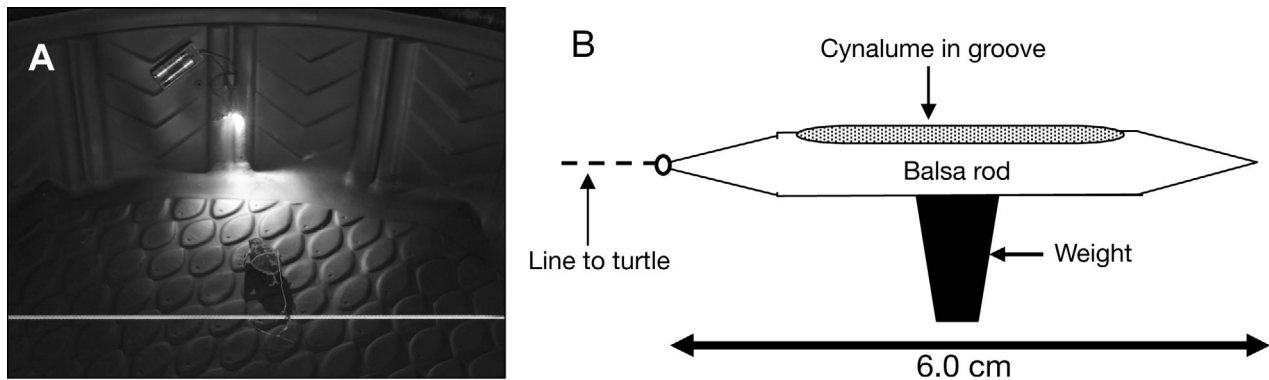 A
B
Cynalume in groove
Balsa rod
Line to turtle
Weight
6.0 cm